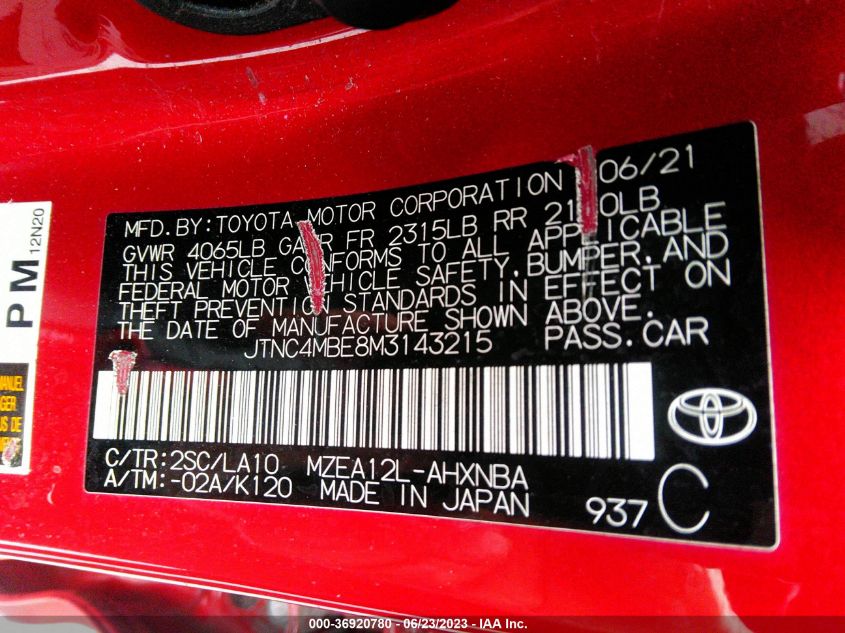 MFD. BY: TOYOTA MOTOR CORPORATION 06/21
GVWR 4065LB FR 2315LB RR
THIS VEHICLE CONFORMS TO ALL APPLICABLE
FEDERAL MOTOR VEHICLE SAFETY, BUMPER, AND
THEFT PREVENTION STANDARDS IN EFFECT ON
THE DATE OF MANUFACTURE SHOWN ABOVE.
JTNC4MBE8M3143215 PASS. CAR
C/TR: 2SC/LA10 MZEA12L-AHXNBA
A/TM: -02A/K120 MADE IN JAPAN
937 C
PM
12N20
000-36920780 - 06/23/2023 - IAA Inc.